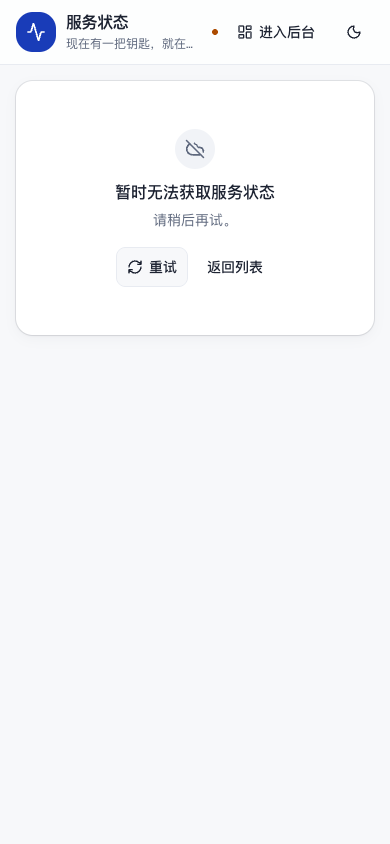 服务状态
现在有一把钥匙，就在...
进入后台
暂时无法获取服务状态
请稍后再试。
重试
返回列表